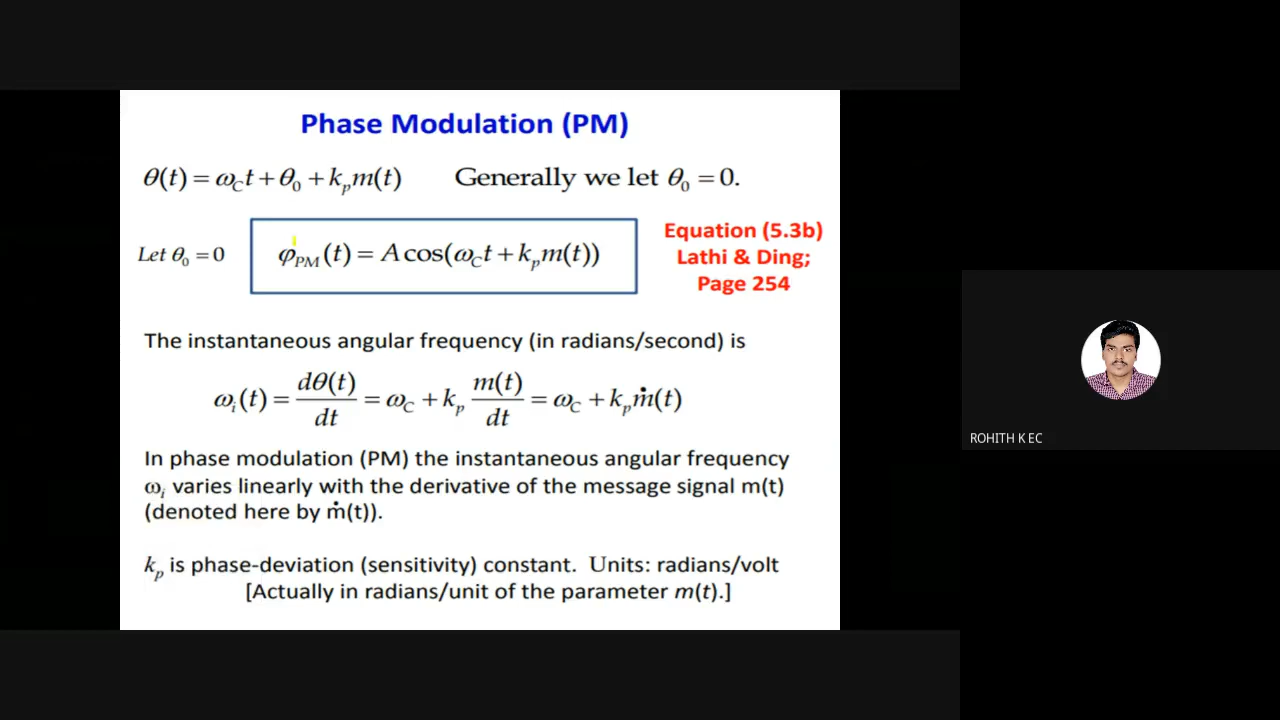 Phase Modulation (PM)
θ(t) = ω_C t + θ_0 + k_p m(t) Generally we let θ_0 = 0.
Let θ_0 = 0 φ_PM (t) = A cos(ω_C t + k_p m(t))
Equation (5.3b)
Lathi & Ding;
Page 254
The instantaneous angular frequency (in radians/second) is
ω_i(t) = dθ(t)/dt = ω_C + k_p m(t)/dt = ω_C + k_p ṁ(t)
In phase modulation (PM) the instantaneous angular frequency
ω_i varies linearly with the derivative of the message signal m(t)
(denoted here by ṁ(t)).
k_p is phase-deviation (sensitivity) constant. Units: radians/volt
[Actually in radians/unit of the parameter m(t).]
ROHITH K EC